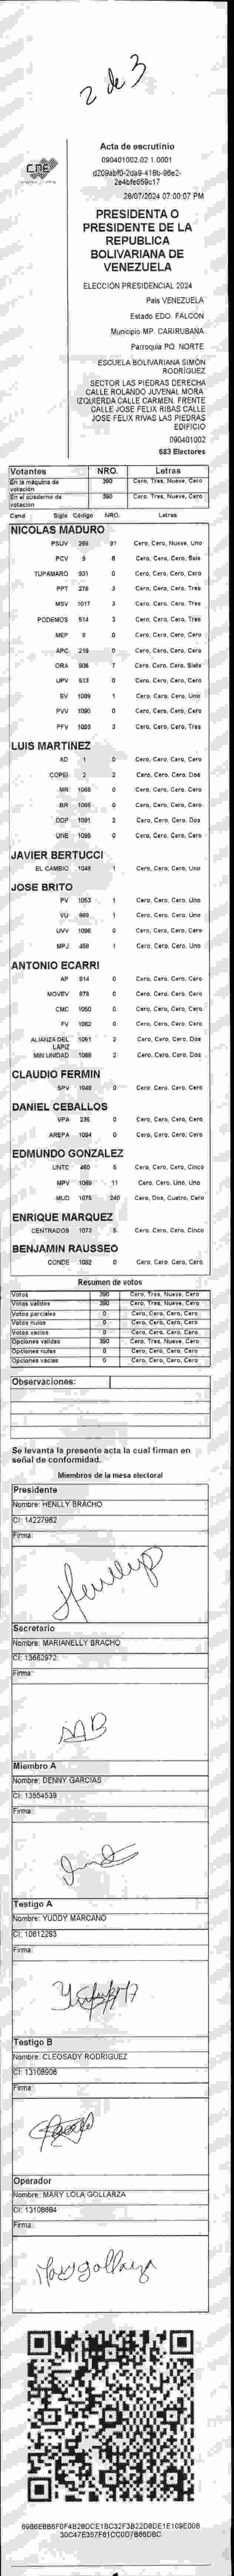 2 de 3
CNE
Acta de escrutinio
090401002.02.1.0001
d209abf0-2da9-418b-96e2-
2e4bfe059c17
28/07/2024 07:00:07 PM
PRESIDENTA O
PRESIDENTE DE LA
REPUBLICA
BOLIVARIANA DE
VENEZUELA
ELECCIÓN PRESIDENCIAL 2024
País VENEZUELA
Estado EDO. FALCON
Municipio MP. CARIRUBANA
Parroquia PQ. NORTE
ESCUELA BOLIVARIANA SIMÓN
RODRÍGUEZ
SECTOR LAS PIEDRAS DERECHA
CALLE ROLANDO JUVENAL MORA
IZQUIERDA CALLE CARMEN. FRENTE
CALLE JOSE FELIX RIBAS CALLE
JOSE FELIX RIVAS LAS PIEDRAS
EDIFICIO
090401002
683 Electores
Votantes NRO. Letras
En la máquina de votación 390 Cero, Tres, Nueve, Cero
En el cuaderno de votación 390 Cero, Tres, Nueve, Cero
Cand. Sigla Código NRO. Letras
NICOLAS MADURO
PSUV 269 91 Cero, Cero, Nueve, Uno
PCV 5 6 Cero, Cero, Cero, Seis
TUPAMARO 931 0 Cero, Cero, Cero, Cero
PPT 276 3 Cero, Cero, Cero, Tres
MSV 1017 3 Cero, Cero, Cero, Tres
PODEMOS 514 3 Cero, Cero, Cero, Tres
MEP 6 0 Cero, Cero, Cero, Cero
APC 219 0 Cero, Cero, Cero, Cero
ORA 906 7 Cero, Cero, Cero, Siete
UPV 613 0 Cero, Cero, Cero, Cero
EV 1089 1 Cero, Cero, Cero, Uno
PVV 1090 0 Cero, Cero, Cero, Cero
PFV 1093 3 Cero, Cero, Cero, Tres
LUIS MARTINEZ
AD 1 0 Cero, Cero, Cero, Cero
COPEI 2 2 Cero, Cero, Cero, Dos
MR 1065 0 Cero, Cero, Cero, Cero
BR 1068 0 Cero, Cero, Cero, Cero
DDP 1091 2 Cero, Cero, Cero, Dos
UNE 1095 0 Cero, Cero, Cero, Cero
JAVIER BERTUCCI
EL CAMBIO 1048 1 Cero, Cero, Cero, Uno
JOSE BRITO
PV 1053 1 Cero, Cero, Cero, Uno
VU 969 1 Cero, Cero, Cero, Uno
UVV 1096 0 Cero, Cero, Cero, Cero
MPJ 458 1 Cero, Cero, Cero, Uno
ANTONIO ECARRI
AP 914 0 Cero, Cero, Cero, Cero
MOVEV 878 0 Cero, Cero, Cero, Cero
CMC 1050 0 Cero, Cero, Cero, Cero
FV 1082 0 Cero, Cero, Cero, Cero
ALIANZA DEL LAPIZ 1061 2 Cero, Cero, Cero, Dos
MIN UNIDAD 1066 2 Cero, Cero, Cero, Dos
CLAUDIO FERMIN
SPV 1049 0 Cero, Cero, Cero, Cero
DANIEL CEBALLOS
VPA 235 0 Cero, Cero, Cero, Cero
AREPA 1094 0 Cero, Cero, Cero, Cero
EDMUNDO GONZALEZ
UNTC 460 5 Cero, Cero, Cero, Cinco
MPV 1069 11 Cero, Cero, Uno, Uno
MUD 1076 240 Cero, Dos, Cuatro, Cero
ENRIQUE MARQUEZ
CENTRADOS 1073 5 Cero, Cero, Cero, Cinco
BENJAMIN RAUSSEO
CONDE 1092 0 Cero, Cero, Cero, Cero
Resumen de votos
Votos 390 Cero, Tres, Nueve, Cero
Votos validos 390 Cero, Tres, Nueve, Cero
Votos parciales 0 Cero, Cero, Cero, Cero
Votos nulos 0 Cero, Cero, Cero, Cero
Votos vacios 0 Cero, Cero, Cero, Cero
Opciones validas 390 Cero, Tres, Nueve, Cero
Opciones nulas 0 Cero, Cero, Cero, Cero
Opciones vacias 0 Cero, Cero, Cero, Cero
Observaciones:
Se levanta la presente acta la cual firman en
señal de conformidad.
Miembros de la mesa electoral
Presidente
Nombre: HENLLY BRACHO
CI: 14227962
Firma:
Secretario
Nombre: MARIANELLY BRACHO
CI: 13662972
Firma:
MB
Miembro A
Nombre: DENNY GARCIAS
CI: 13554539
Firma:
Testigo A
Nombre: YUDDY MARCANO
CI: 10612293
Firma:
Testigo B
Nombre: CLEOSADY RODRIGUEZ
CI: 13108906
Firma:
Operador
Nombre: MARY LOLA GOLLARZA
CI: 13108684
Firma:
Mary gollarza